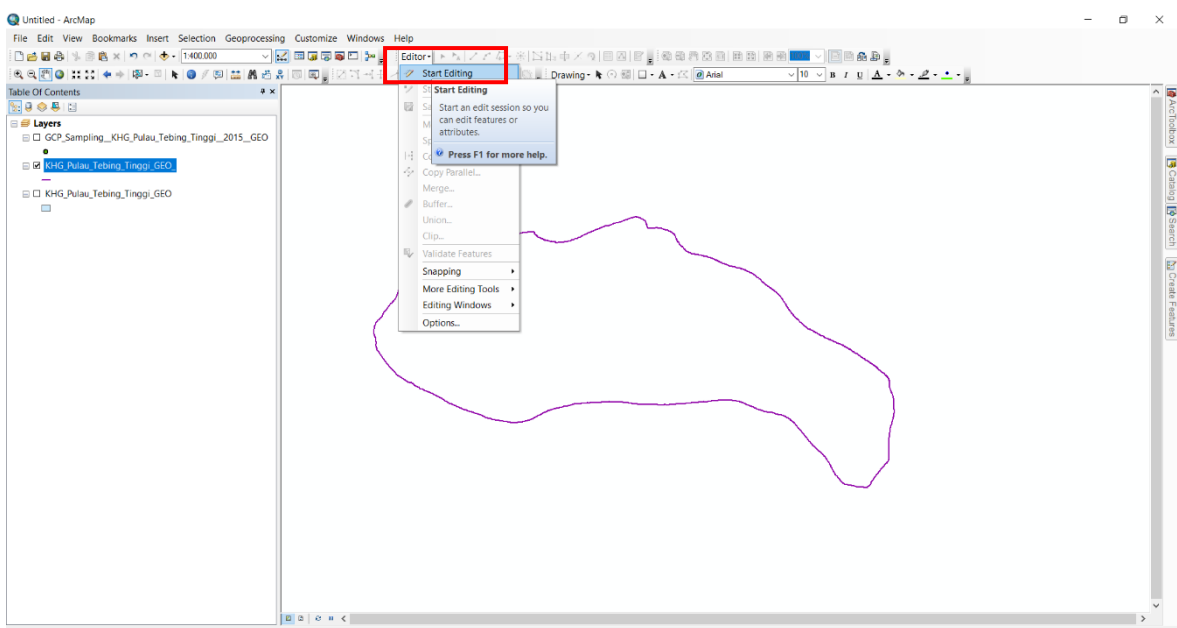 Untitled - ArcMap
File Edit View Bookmarks Insert Selection Geoprocessing Customize Windows Help
1:400.000
Editor
Start Editing
Drawing
Arial
10
B I U A
Table Of Contents
Start Editing
Start an edit session so you
can edit features or
attributes.
Press F1 for more help.
Layers
GCP_Sampling__KHG_Pulau_Tebing_Tinggi__2015__GEO
KHG_Pulau_Tebing_Tinggi_GEO_
KHG_Pulau_Tebing_Tinggi_GEO
Copy Parallel...
Merge...
Buffer...
Union...
Clip...
Validate Features
Snapping
More Editing Tools
Editing Windows
Options...
ArcToolbox
Catalog
Search
Create Features